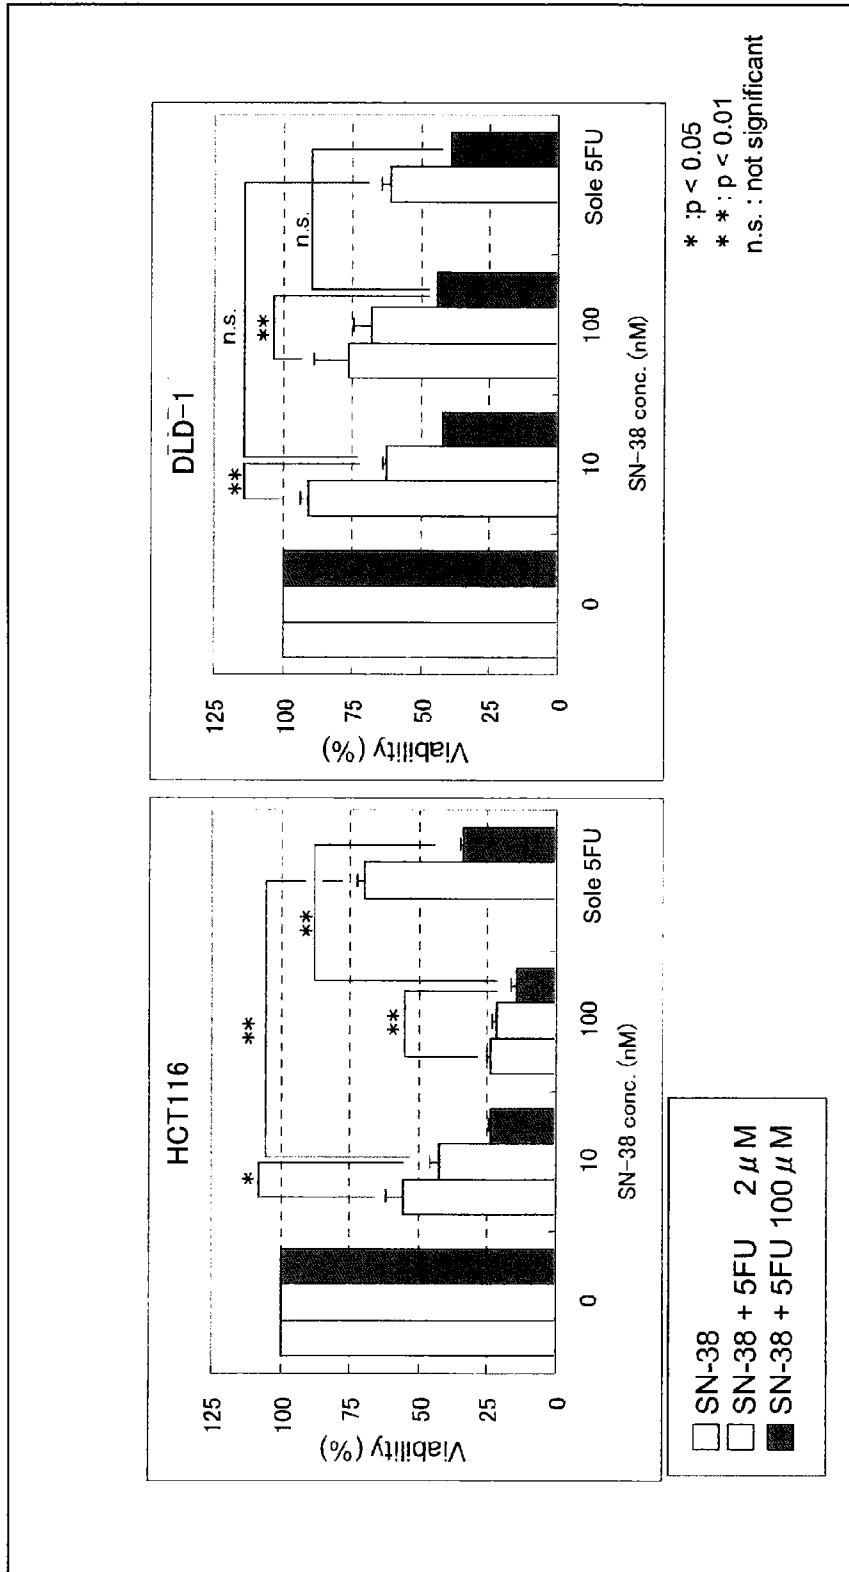 HCT116
Viability (%)
125
100
75
50
25
0
*
**
**
**
0
10
100
Sole 5FU
SN-38 conc. (nM)
DLD-1
Viability (%)
125
100
75
50
25
0
**
n.s.
**
n.s.
0
10
100
Sole 5FU
SN-38 conc. (nM)
SN-38
SN-38 + 5FU 2 μM
SN-38 + 5FU 100 μM
* :p < 0.05
* * : p < 0.01
n.s. : not significant